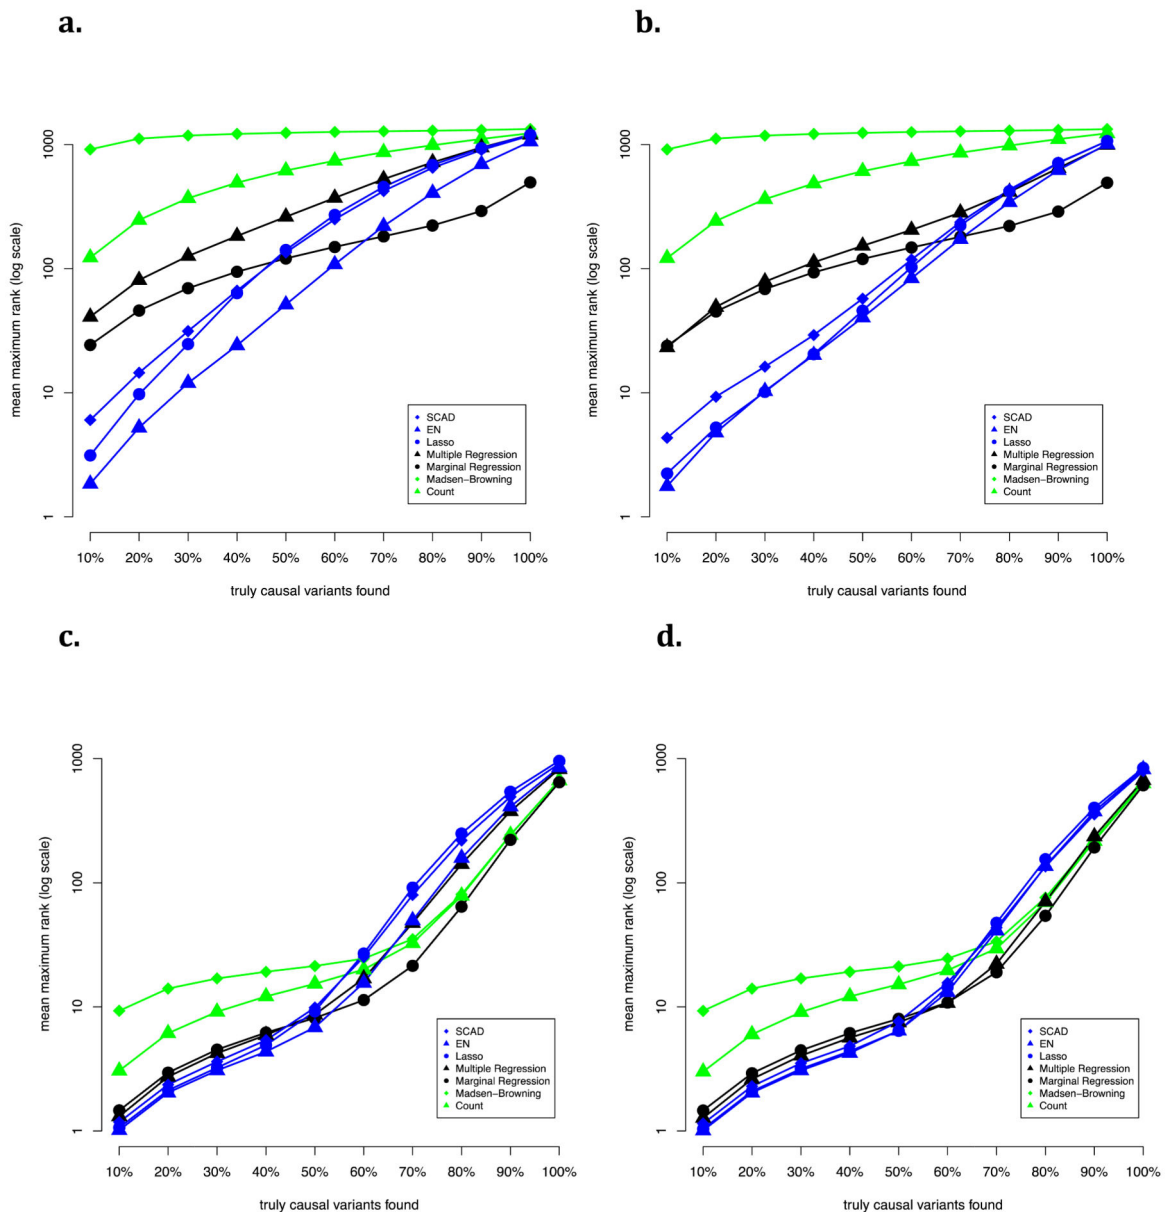 a.
mean maximum rank (log scale)
1000
100
10
1
SCAD
EN
Lasso
Multiple Regression
Marginal Regression
Madsen−Browning
Count
10% 20% 30% 40% 50% 60% 70% 80% 90% 100%
truly causal variants found
b.
mean maximum rank (log scale)
1000
100
10
1
SCAD
EN
Lasso
Multiple Regression
Marginal Regression
Madsen−Browning
Count
10% 20% 30% 40% 50% 60% 70% 80% 90% 100%
truly causal variants found
c.
mean maximum rank (log scale)
1000
100
10
1
SCAD
EN
Lasso
Multiple Regression
Marginal Regression
Madsen−Browning
Count
10% 20% 30% 40% 50% 60% 70% 80% 90% 100%
truly causal variants found
d.
mean maximum rank (log scale)
1000
100
10
1
SCAD
EN
Lasso
Multiple Regression
Marginal Regression
Madsen−Browning
Count
10% 20% 30% 40% 50% 60% 70% 80% 90% 100%
truly causal variants found